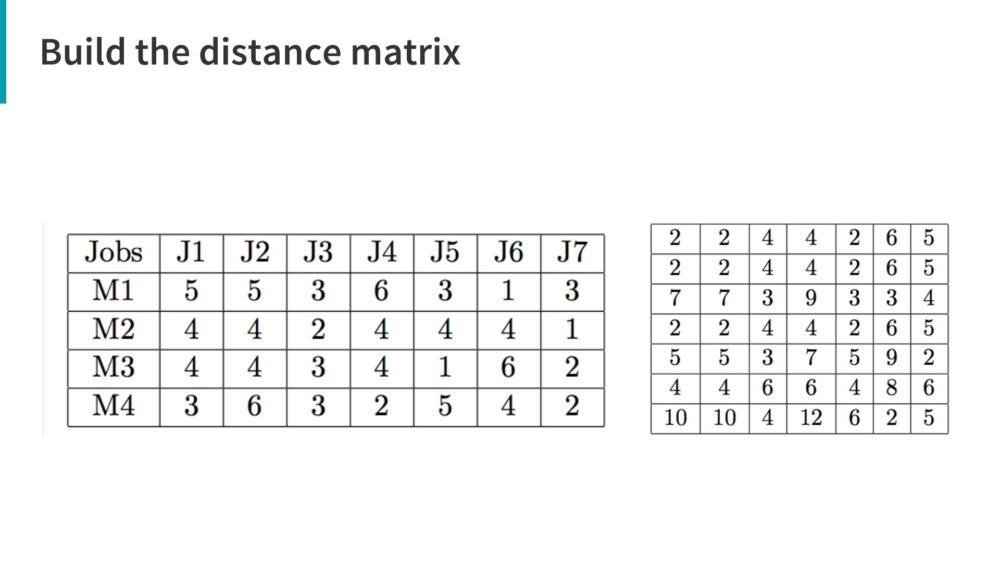 Build the distance matrix
Jobs J1 J2 J3 J4 J5 J6 J7
M1 5 5 3 6 3 1 3
M2 4 4 2 4 4 4 1
M3 4 4 3 4 1 6 2
M4 3 6 3 2 5 4 2
2 2 4 4 2 6 5
2 2 4 4 2 6 5
7 7 3 9 3 3 4
2 2 4 4 2 6 5
5 5 3 7 5 9 2
4 4 6 6 4 8 6
10 10 4 12 6 2 5